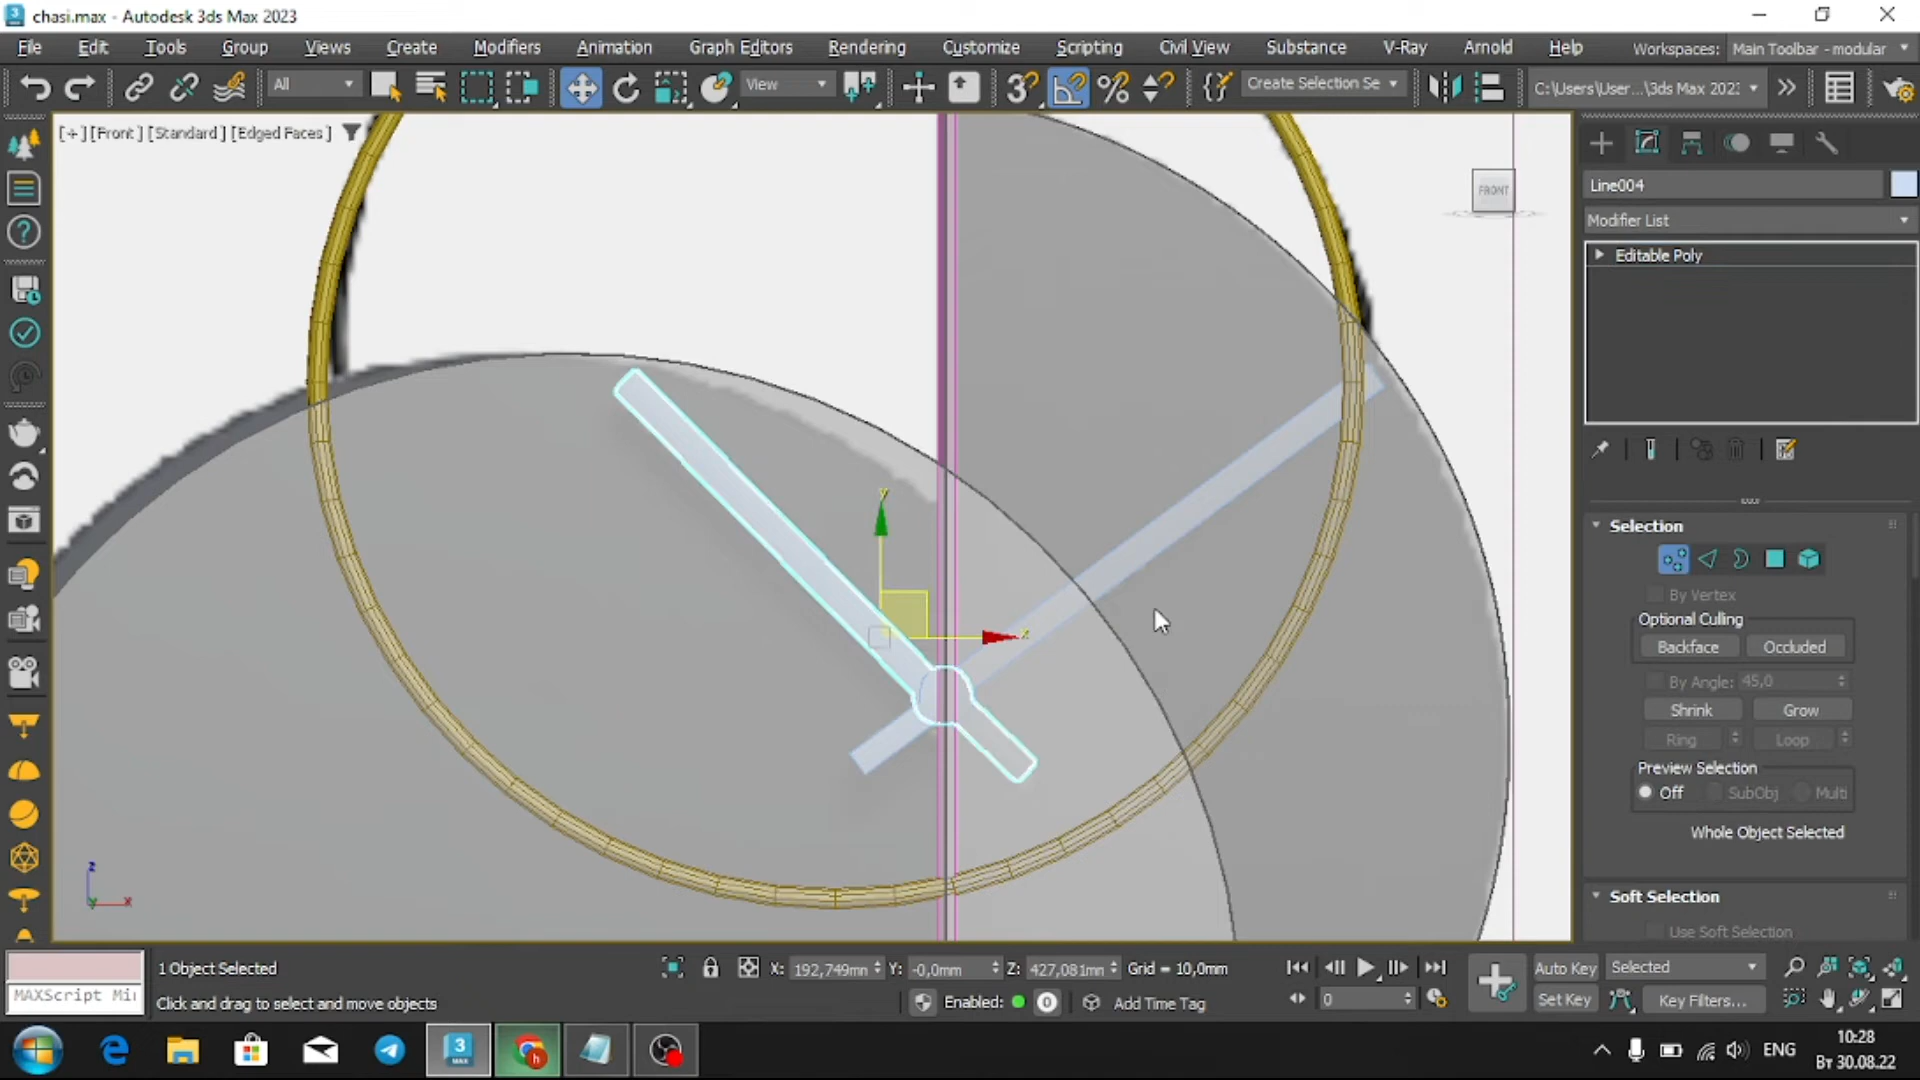 chasi.max - Autodesk 3ds Max 2023
File Edit Tools Group Views Create Modifiers Animation Graph Editors Rendering Customize Scripting Civil View Substance V-Ray Arnold Help Workspaces: Main Toolbar - modular
All View Create Selection Se C:\Users\User...\3ds Max 202
[+] [Front] [Standard] [Edged Faces]
FRONT
Line004
Modifier List
Editable Poly
Selection
By Vertex
Optional Culling
Backface Occluded
By Angle: 45,0
Shrink Grow
Ring Loop
Preview Selection
Off SubObj Multi
Whole Object Selected
Soft Selection
Use Soft Selection
y
x
z
x
y
1 Object Selected
X: 192,749mm Y: -0,0mm Z: 427,081mm Grid = 10,0mm
Auto Key Selected
MAXScript Mi
Click and drag to select and move objects
Enabled: 0 Add Time Tag
0
Set Key Key Filters...
3 MAX
h
ENG
10:28
Вт 30.08.22